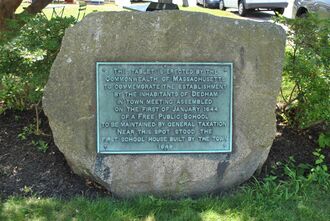 THIS TABLET IS ERECTED BY THE
COMMONWEALTH OF MASSACHUSETTS
TO COMMEMORATE THE ESTABLISHMENT
BY THE INHABITANTS OF DEDHAM
IN TOWN MEETING ASSEMBLED
ON THE FIRST OF JANUARY 1644
OF A FREE PUBLIC SCHOOL
TO BE MAINTAINED BY GENERAL TAXATION
NEAR THIS SPOT STOOD THE
FIRST SCHOOL HOUSE BUILT BY THE TOWN